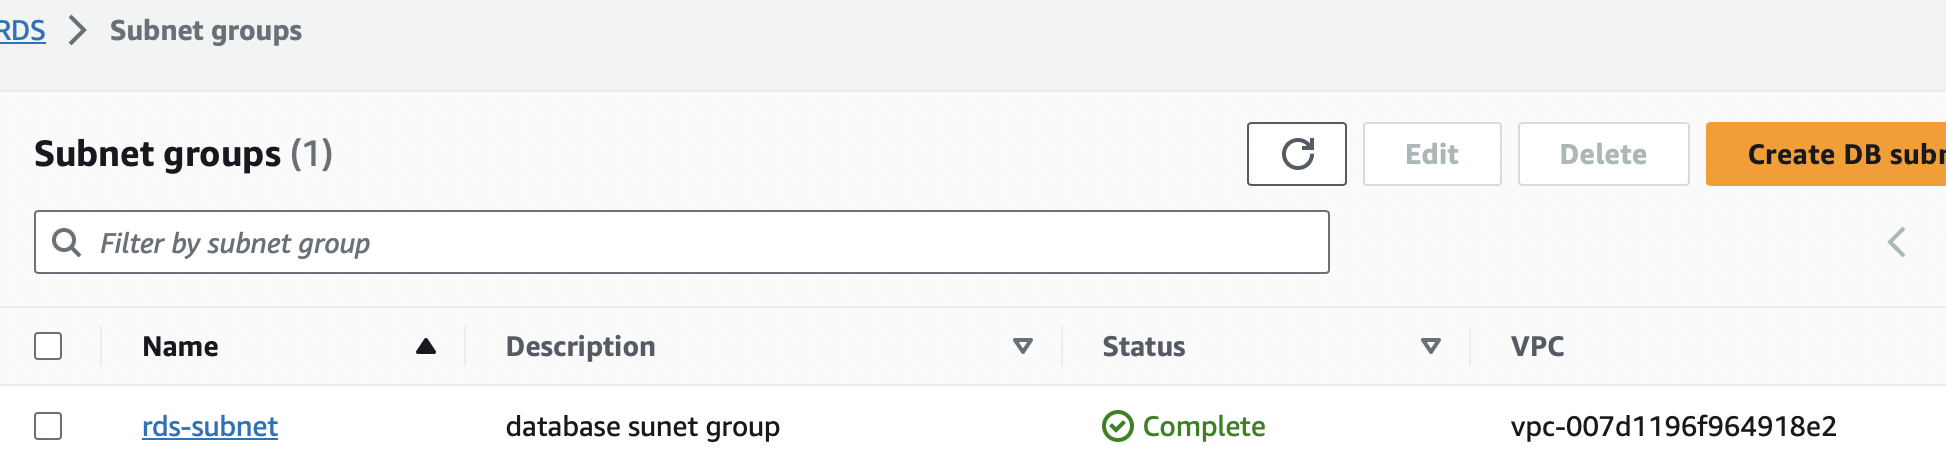 RDS > Subnet groups
Subnet groups (1)
Edit Delete Create DB subn
Filter by subnet group
Name Description Status VPC
rds-subnet database sunet group Complete vpc-007d1196f964918e2